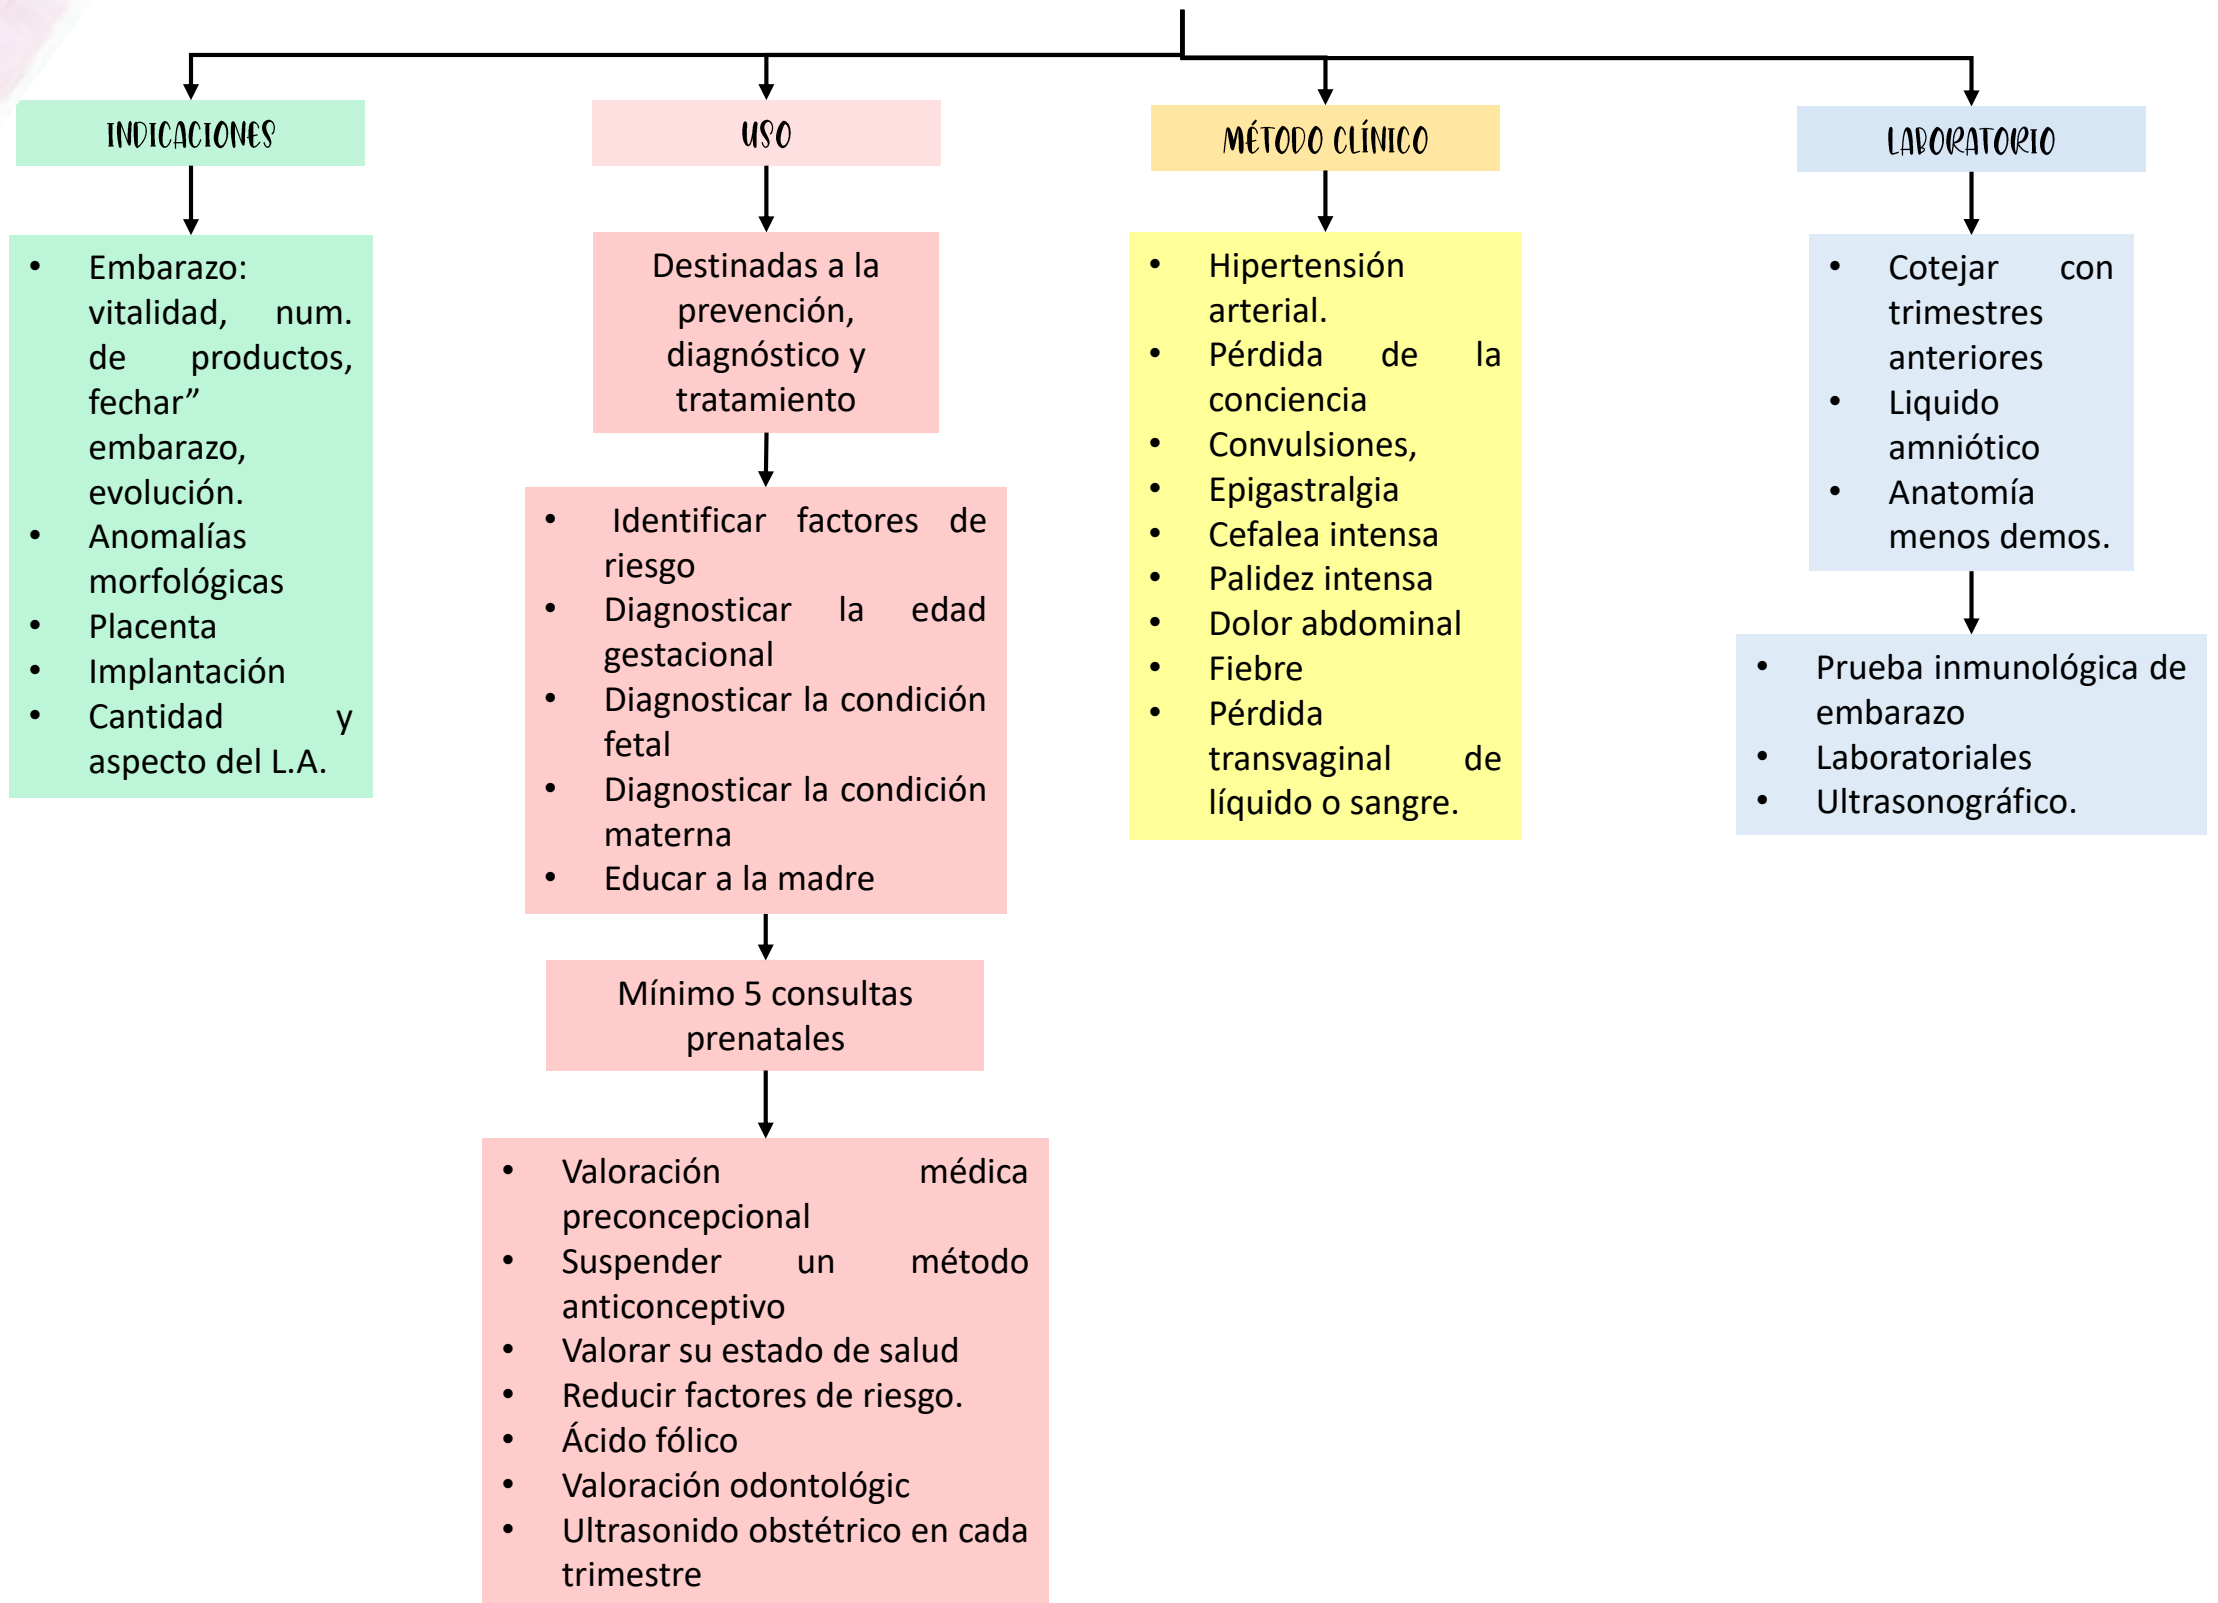 INDICACIONES
Embarazo:
vitalidad, num.
de productos,
fechar”
embarazo,
evolución.
Anomalías
morfológicas
Placenta
Implantación
Cantidad y
aspecto del L.A.
USO
Destinadas a la
prevención,
diagnóstico y
tratamiento
Identificar factores de
riesgo
Diagnosticar la edad
gestacional
Diagnosticar la condición
fetal
Diagnosticar la condición
materna
Educar a la madre
Mínimo 5 consultas
prenatales
Valoración médica
preconcepcional
Suspender un método
anticonceptivo
Valorar su estado de salud
Reducir factores de riesgo.
Ácido fólico
Valoración odontológic
Ultrasonido obstétrico en cada
trimestre
MÉTODO CLÍNICO
Hipertensión
arterial.
Pérdida de la
conciencia
Convulsiones,
Epigastralgia
Cefalea intensa
Palidez intensa
Dolor abdominal
Fiebre
Pérdida
transvaginal de
líquido o sangre.
LABORATORIO
Cotejar con
trimestres
anteriores
Liquido
amniótico
Anatomía
menos demos.
Prueba inmunológica de
embarazo
Laboratoriales
Ultrasonográfico.